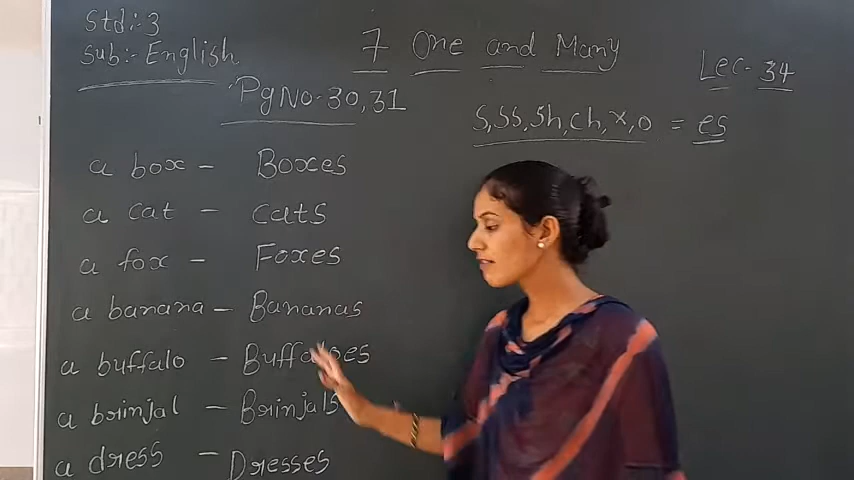 Std:-3
Sub:- English
7 One and Many
Lec- 34
PgNo-30,31
s,ss,sh,ch,x,o = es
a box - Boxes
a cat - cats
a fox - Foxes
a banana - Bananas
a buffalo - Buffaloes
a brinjal - Brinjals
a dress - Dresses